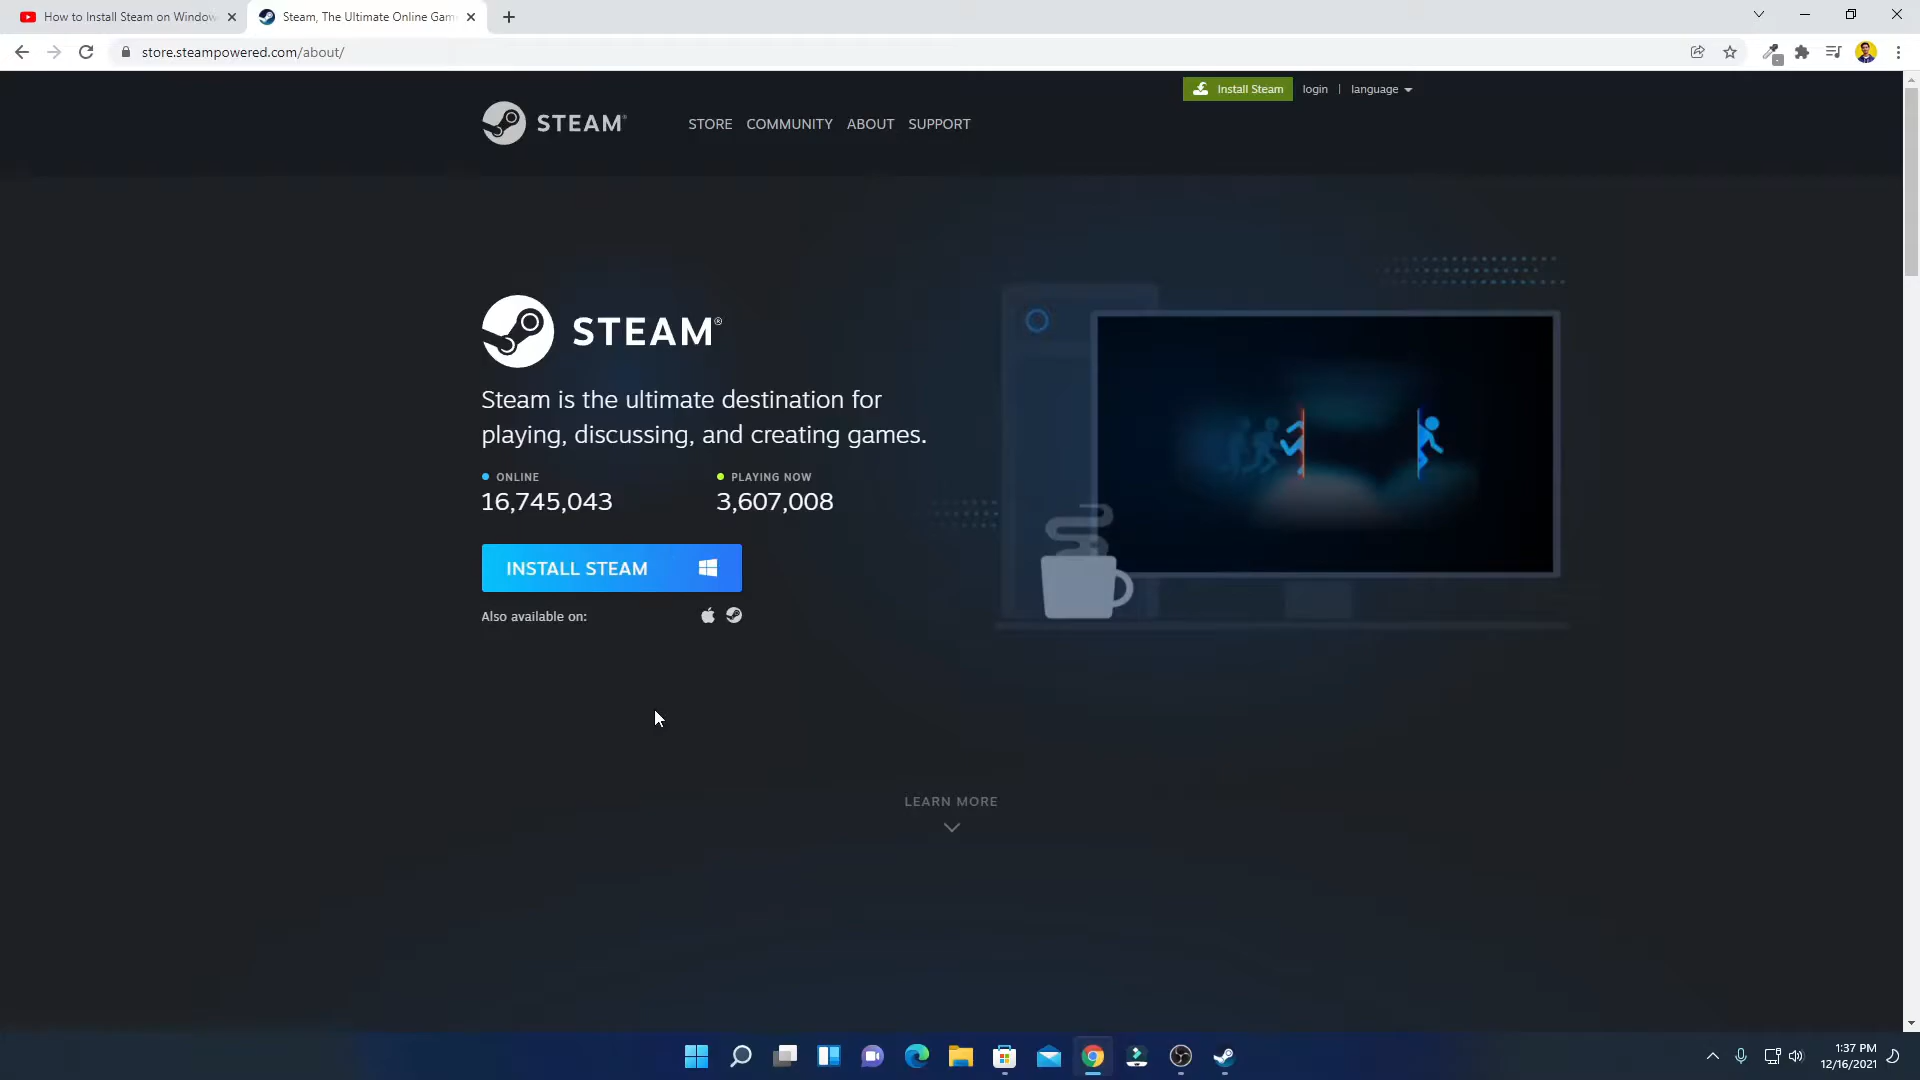 How to Install Steam on Window
Steam, The Ultimate Online Gam
store.steampowered.com/about/
Install Steam
login | language
STEAM®
STORE COMMUNITY ABOUT SUPPORT
STEAM®
Steam is the ultimate destination for
playing, discussing, and creating games.
ONLINE
16,745,043
PLAYING NOW
3,607,008
INSTALL STEAM
Also available on:
LEARN MORE
1:37 PM
12/16/2021